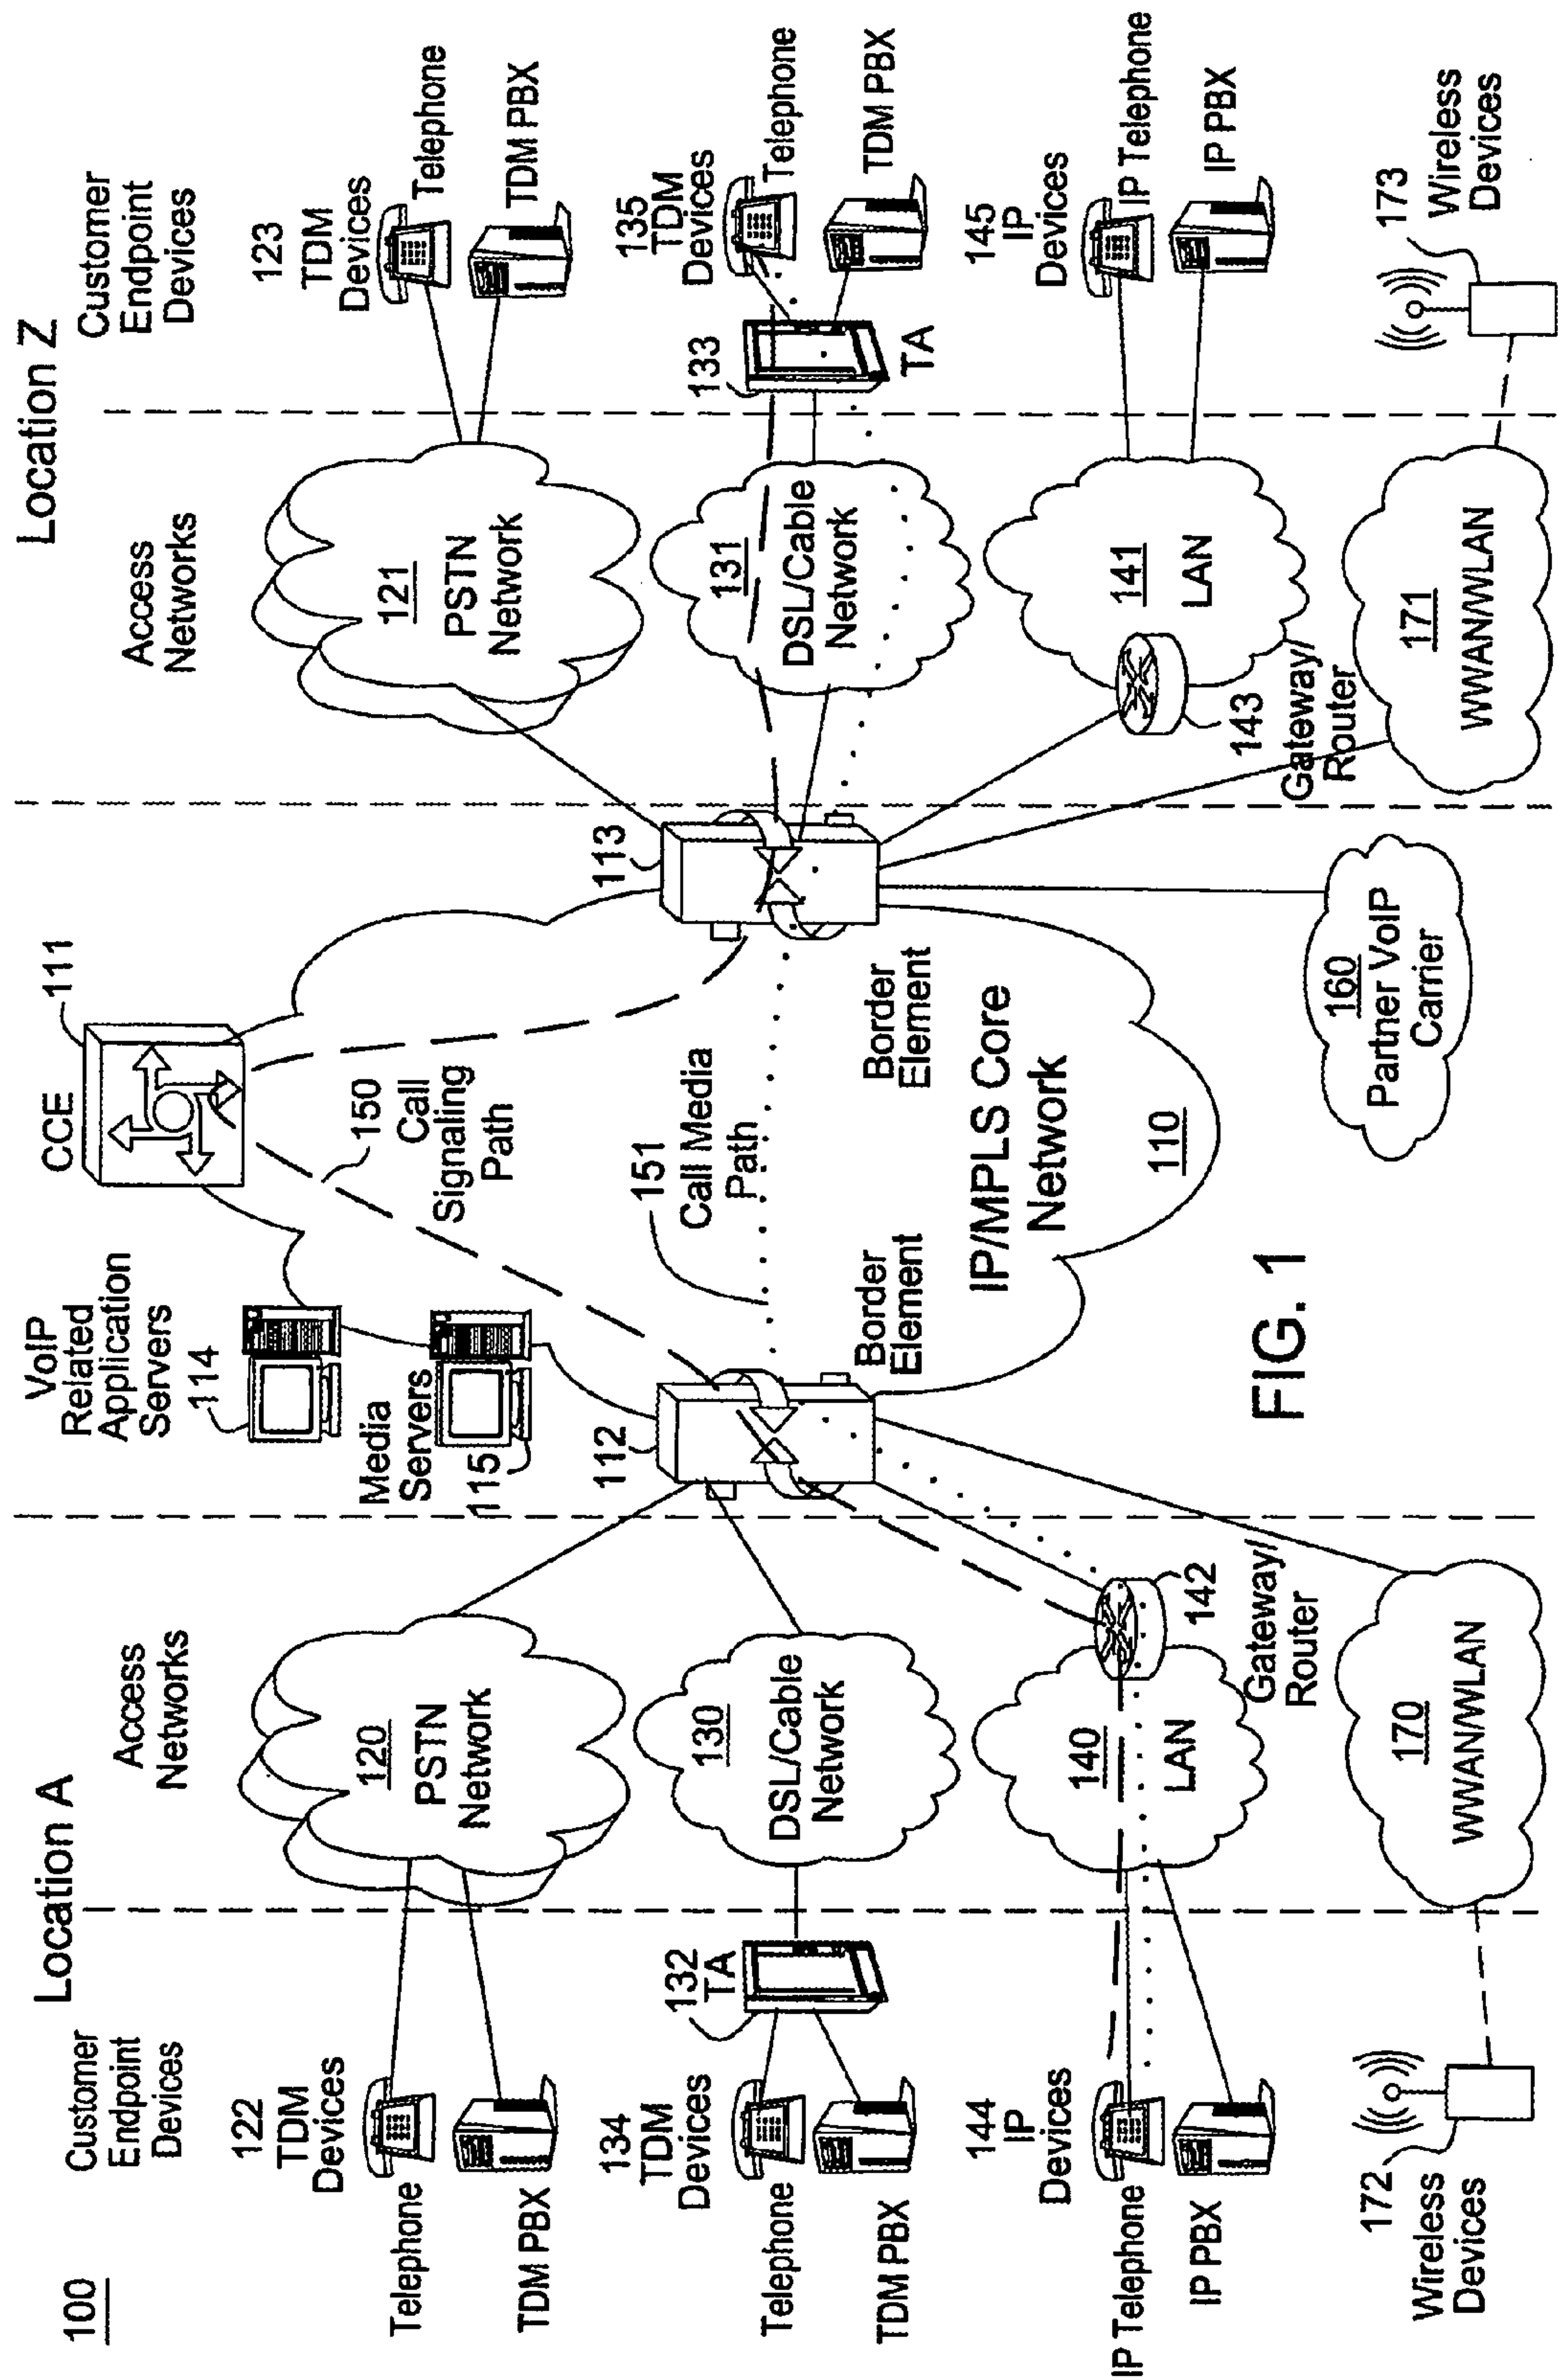 100
Location A
Location Z
Customer
Endpoint
Devices
Access
Networks
VoIP
Related
Application
Servers
114
CCE
111
Access
Networks
Customer
Endpoint
Devices
122
TDM
Devices
Telephone
TDM PBX
120
PSTN
Network
Media
Servers
115
150
Call
Signaling
Path
121
PSTN
Network
123
TDM
Devices
Telephone
TDM PBX
134
TDM
Devices
Telephone
TDM PBX
132
TA
130
DSL/Cable
Network
112
Border
Element
151
Call Media
Path
113
Border
Element
131
DSL/Cable
Network
133
TA
135
TDM
Devices
Telephone
TDM PBX
144
IP
Devices
IP Telephone
IP PBX
140
LAN
142
Gateway/
Router
IP/MPLS Core
Network
110
141
LAN
143
Gateway/
Router
145
IP
Devices
IP Telephone
IP PBX
172
Wireless
Devices
170
WWAN/WLAN
160
Partner VoIP
Carrier
171
WWAN/WLAN
173
Wireless
Devices
FIG. 1